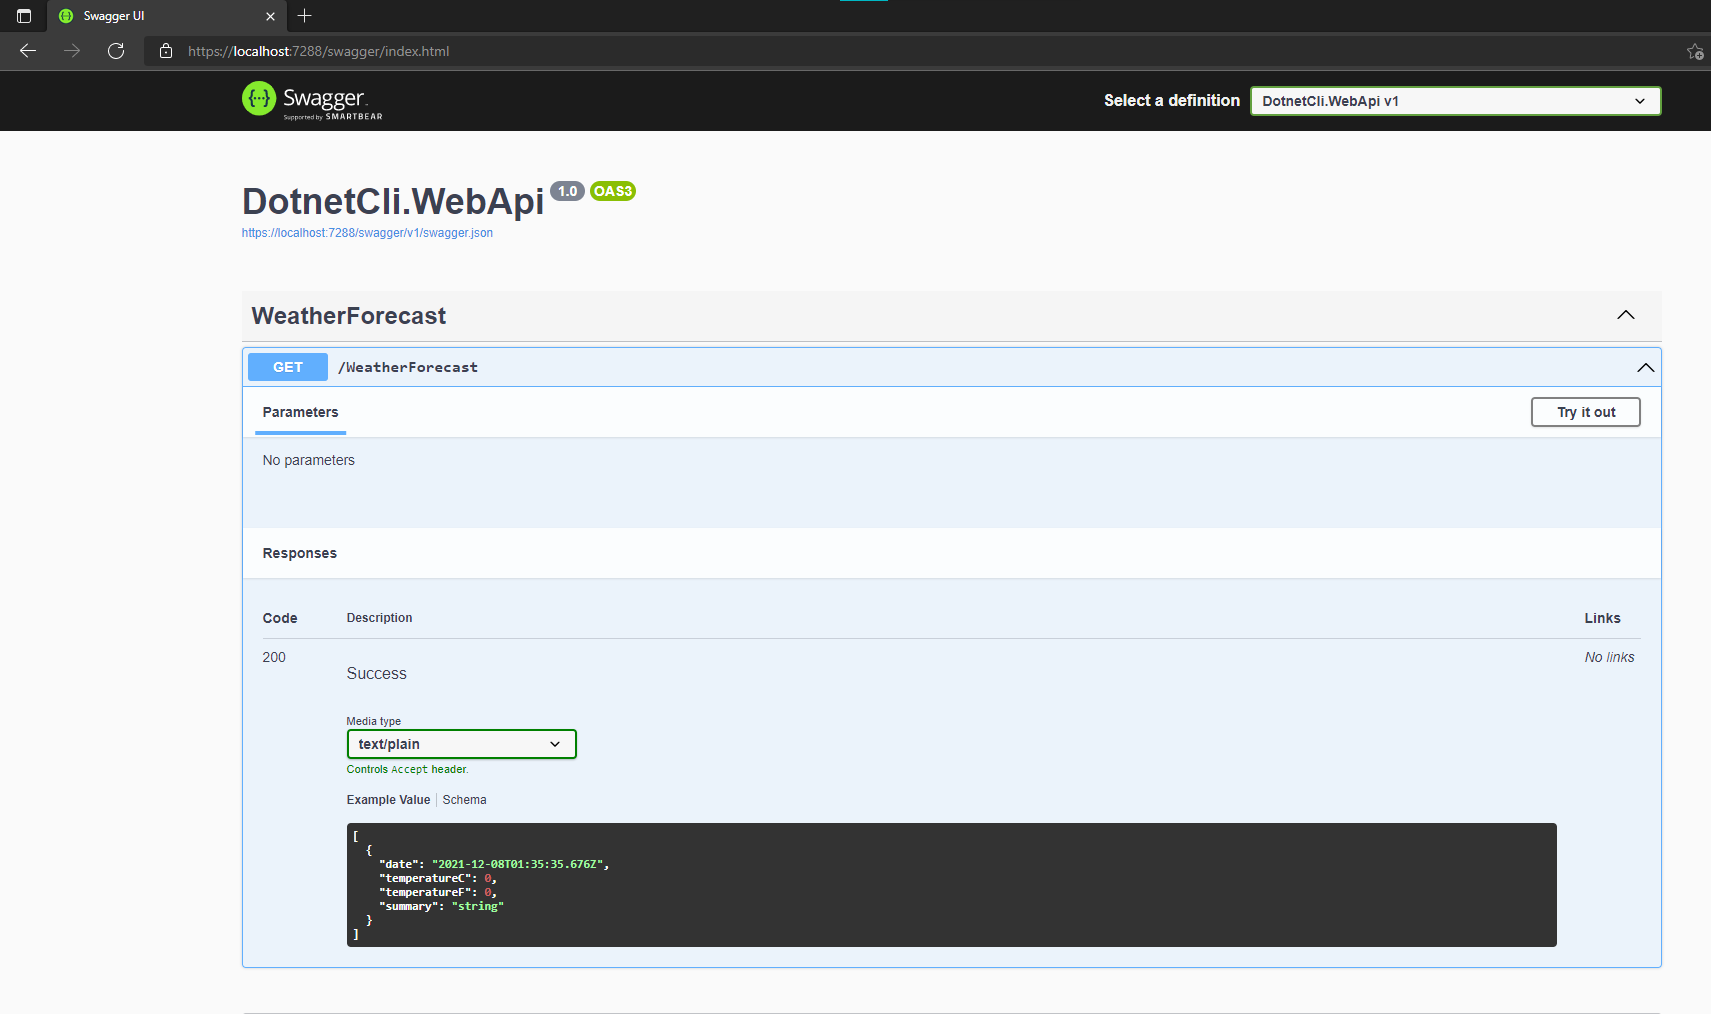 Swagger UI
https://localhost:7288/swagger/index.html
Swagger
Supported by SMARTBEAR
Select a definition
DotnetCli.WebApi v1
DotnetCli.WebApi 1.0 OAS3
https://localhost:7288/swagger/v1/swagger.json
WeatherForecast
GET /WeatherForecast
Parameters
Try it out
No parameters
Responses
Code Description Links
200 No links
Success
Media type
text/plain
Controls Accept header.
Example Value Schema
[
{
"date": "2021-12-08T01:35:35.676Z",
"temperatureC": 0,
"temperatureF": 0,
"summary": "string"
}
]